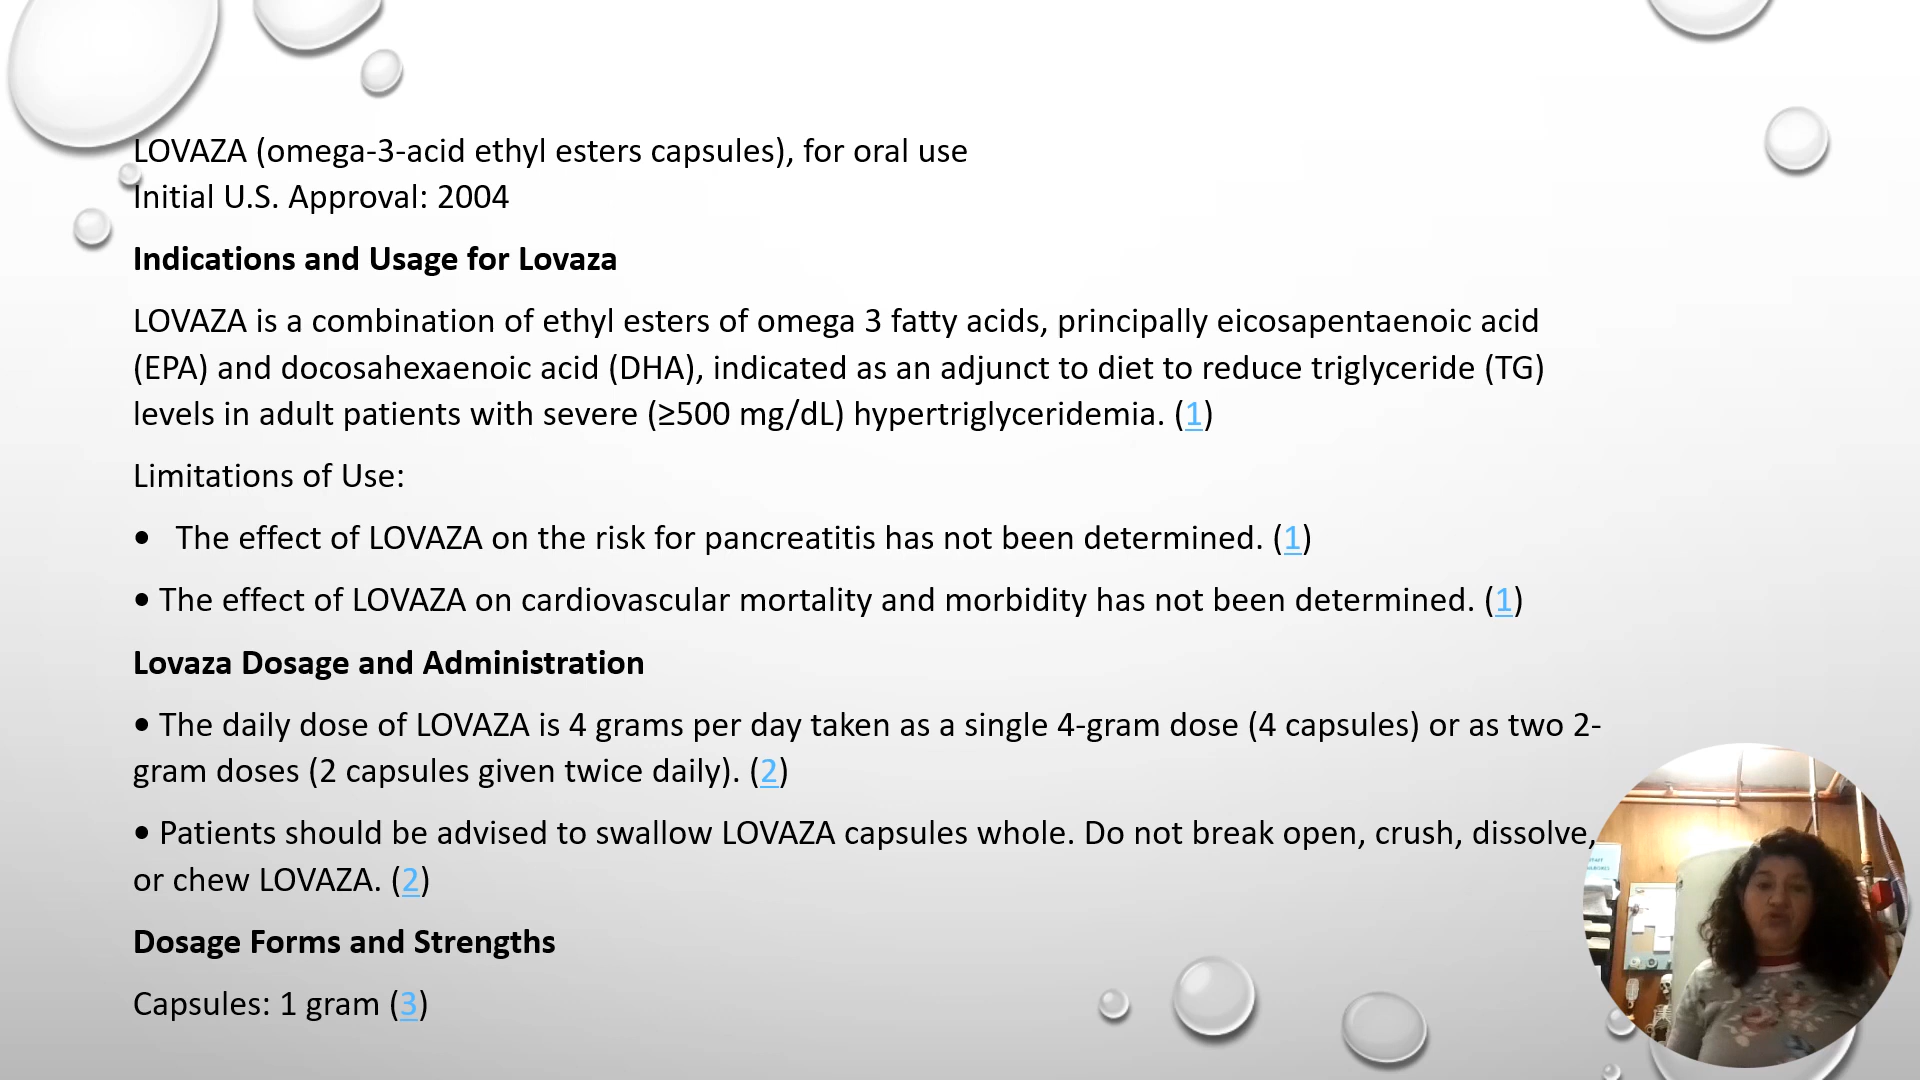 LOVAZA (omega-3-acid ethyl esters capsules), for oral use
Initial U.S. Approval: 2004
Indications and Usage for Lovaza
LOVAZA is a combination of ethyl esters of omega 3 fatty acids, principally eicosapentaenoic acid
(EPA) and docosahexaenoic acid (DHA), indicated as an adjunct to diet to reduce triglyceride (TG)
levels in adult patients with severe (≥500 mg/dL) hypertriglyceridemia. (1)
Limitations of Use:
• The effect of LOVAZA on the risk for pancreatitis has not been determined. (1)
• The effect of LOVAZA on cardiovascular mortality and morbidity has not been determined. (1)
Lovaza Dosage and Administration
• The daily dose of LOVAZA is 4 grams per day taken as a single 4-gram dose (4 capsules) or as two 2-
gram doses (2 capsules given twice daily). (2)
• Patients should be advised to swallow LOVAZA capsules whole. Do not break open, crush, dissolve,
or chew LOVAZA. (2)
Dosage Forms and Strengths
Capsules: 1 gram (3)